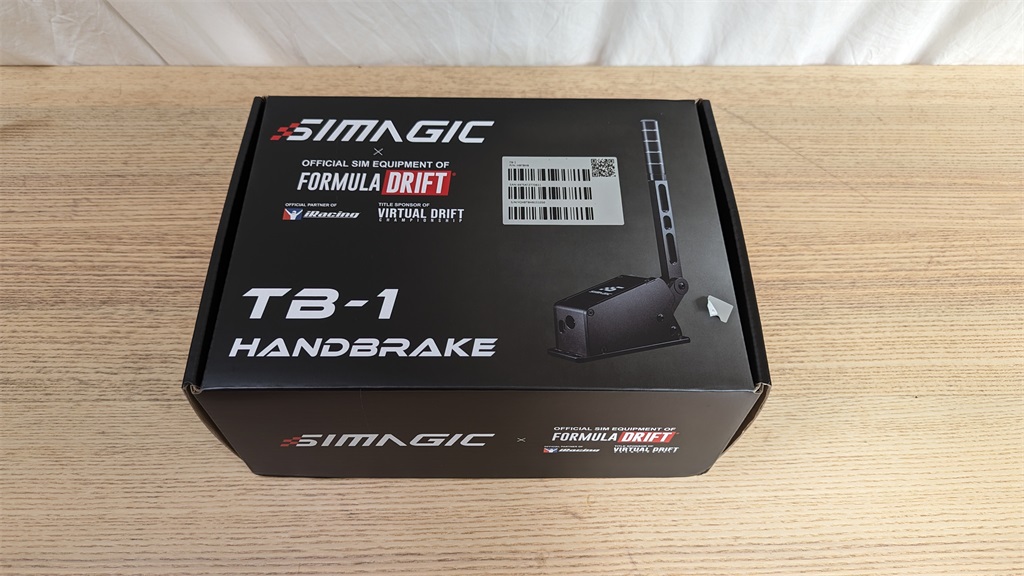 SIMAGIC
×
OFFICIAL SIM EQUIPMENT OF
FORMULA DRIFT
OFFICIAL PARTNER OF
iRacing
TITLE SPONSOR OF
VIRTUAL DRIFT
CHAMPIONSHIP
TB-1
HANDBRAKE
SIMAGIC
×
OFFICIAL SIM EQUIPMENT OF
FORMULA DRIFT
iRacing
VIRTUAL DRIFT